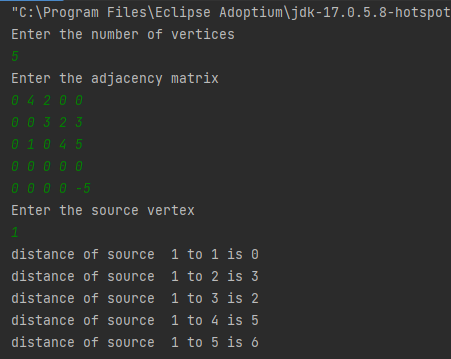 "C:\Program Files\Eclipse Adoptium\jdk-17.0.5.8-hotspot
Enter the number of vertices
5
Enter the adjacency matrix
0 4 2 0 0
0 0 3 2 3
0 1 0 4 5
0 0 0 0 0
0 0 0 0 -5
Enter the source vertex
1
distance of source  1 to 1 is 0
distance of source  1 to 2 is 3
distance of source  1 to 3 is 2
distance of source  1 to 4 is 5
distance of source  1 to 5 is 6